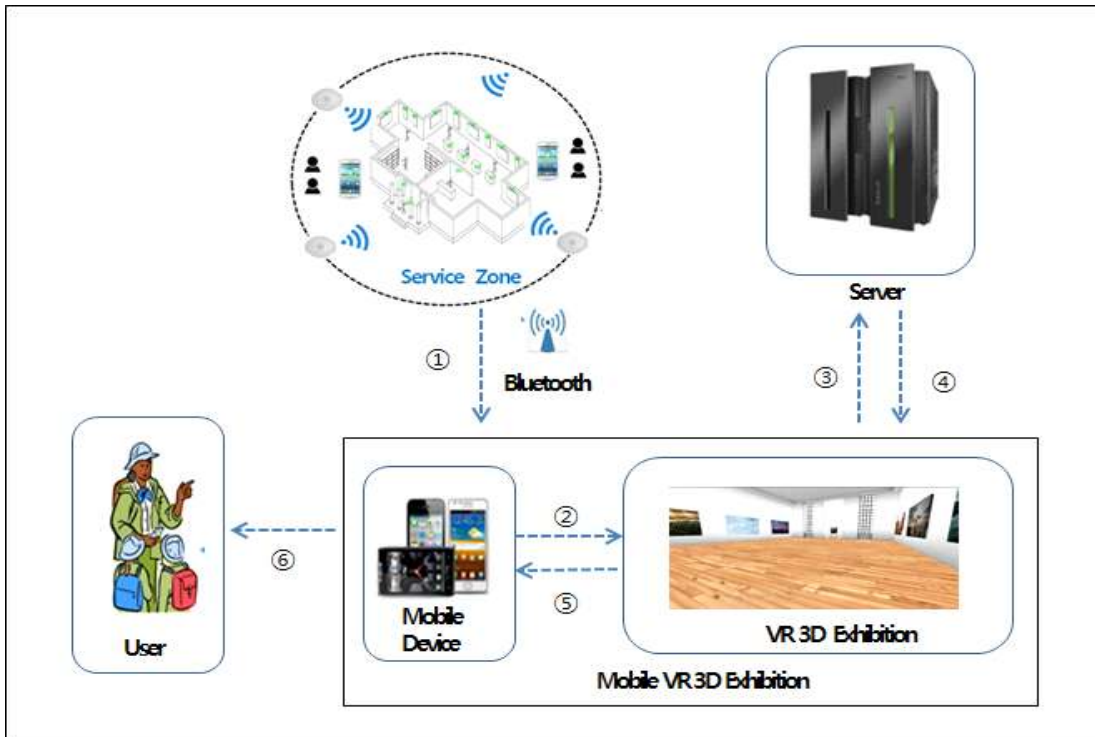 Service Zone
Server
①
Bluetooth
③
④
②
⑥
⑤
Mobile
Device
VR 3D Exhibition
User
Mobile VR 3D Exhibition